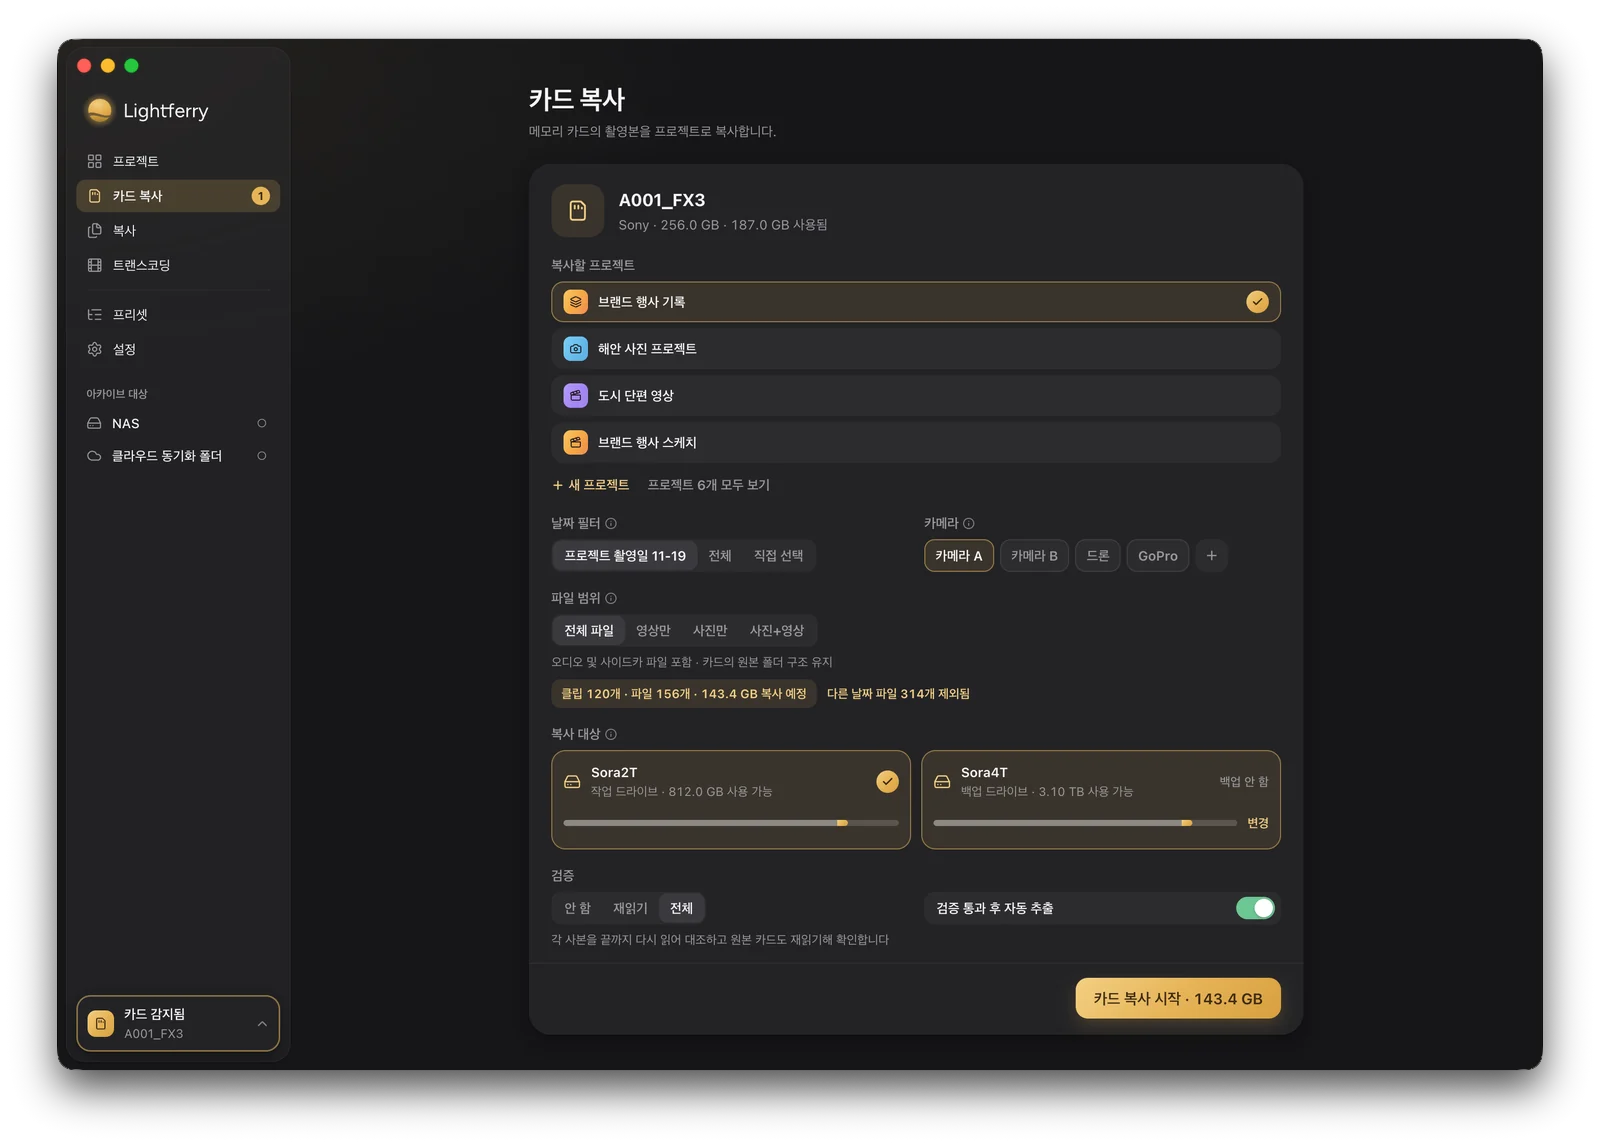 Lightferry
프로젝트
카드 복사
1
복사
트랜스코딩
프리셋
설정
아카이브 대상
NAS
클라우드 동기화 폴더
카드 감지됨
A001_FX3
카드 복사
메모리 카드의 촬영본을 프로젝트로 복사합니다.
A001_FX3
Sony · 256.0 GB · 187.0 GB 사용됨
복사할 프로젝트
브랜드 행사 기록
해안 사진 프로젝트
도시 단편 영상
브랜드 행사 스케치
+ 새 프로젝트 프로젝트 6개 모두 보기
날짜 필터
프로젝트 촬영일 11-19 전체 직접 선택
카메라
카메라 A 카메라 B 드론 GoPro +
파일 범위
전체 파일 영상만 사진만 사진+영상
오디오 및 사이드카 파일 포함 · 카드의 원본 폴더 구조 유지
클립 120개 · 파일 156개 · 143.4 GB 복사 예정 다른 날짜 파일 314개 제외됨
복사 대상
Sora2T
작업 드라이브 · 812.0 GB 사용 가능
Sora4T
백업 드라이브 · 3.10 TB 사용 가능
백업 안 함
변경
검증
안 함 재읽기 전체
검증 통과 후 자동 추출
각 사본을 끝까지 다시 읽어 대조하고 원본 카드도 재읽기해 확인합니다
카드 복사 시작 · 143.4 GB